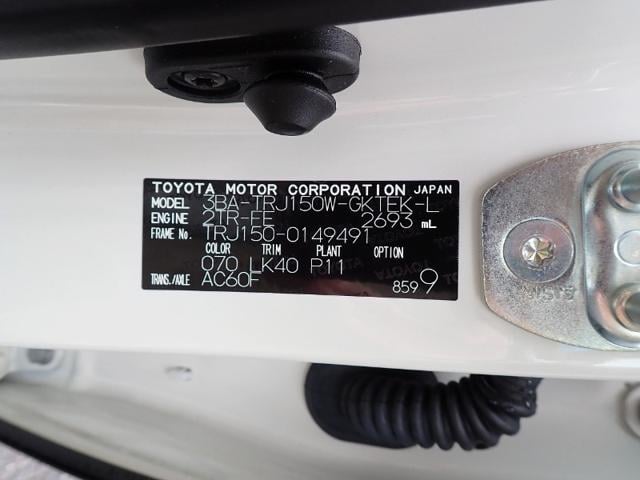 TOYOTA MOTOR CORPORATION JAPAN
MODEL 3BA-TRJ150W-GKTEK-L
ENGINE 2TR-FE 2693 mL
FRAME No. TRJ150-0149491
COLOR TRIM PLANT OPTION
070 LK40 P11
TRANS./AXLE AC60F
859 9